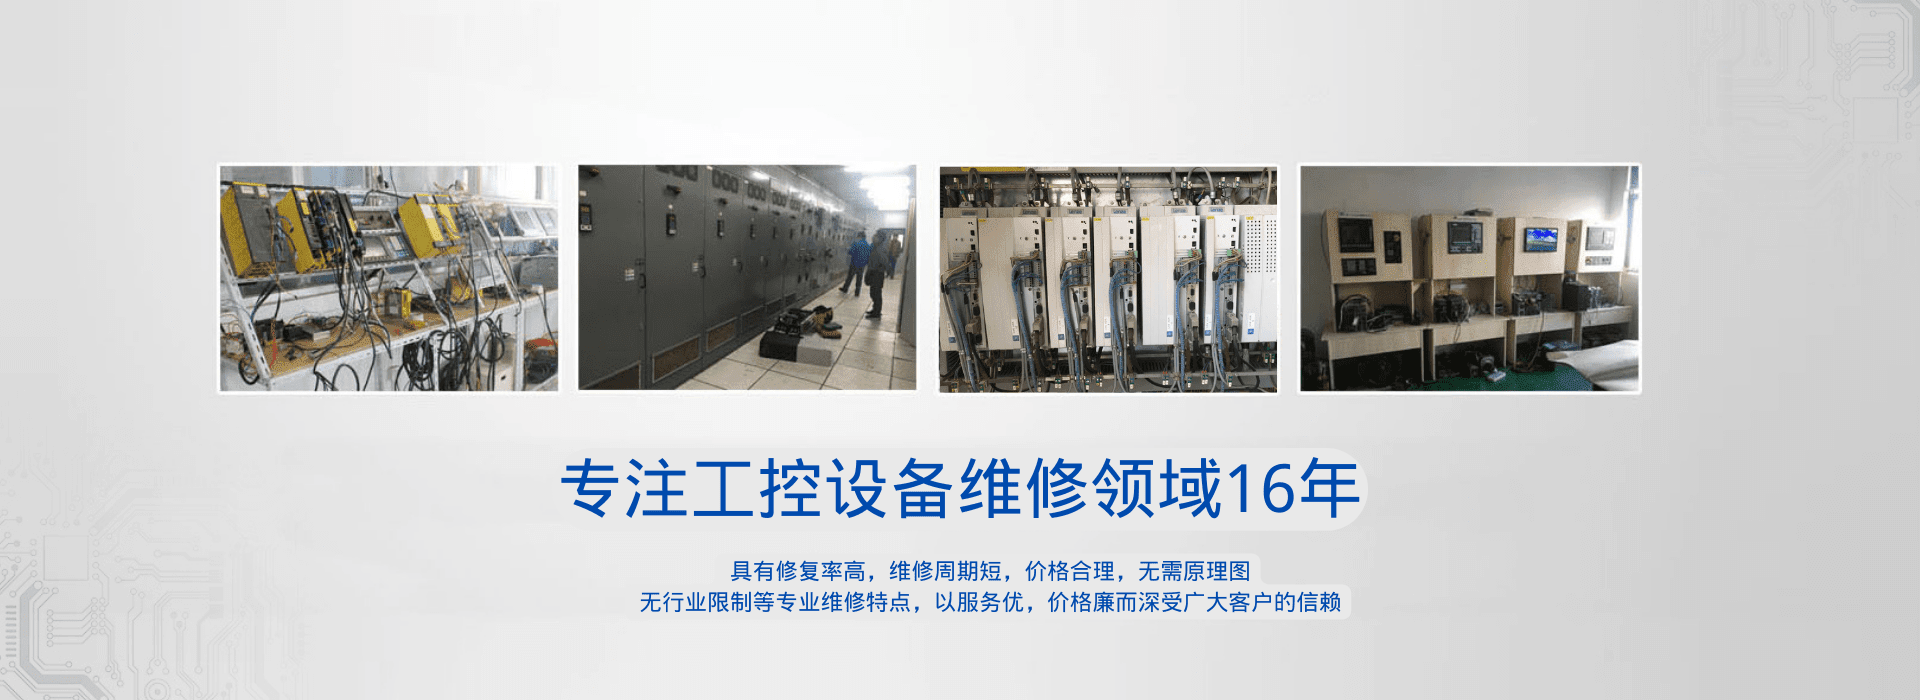 专注工控设备维修领域16年
具有修复率高，维修周期短，价格合理，无需原理图
无行业限制等专业维修特点，以服务优，价格廉而深受广大客户的信赖